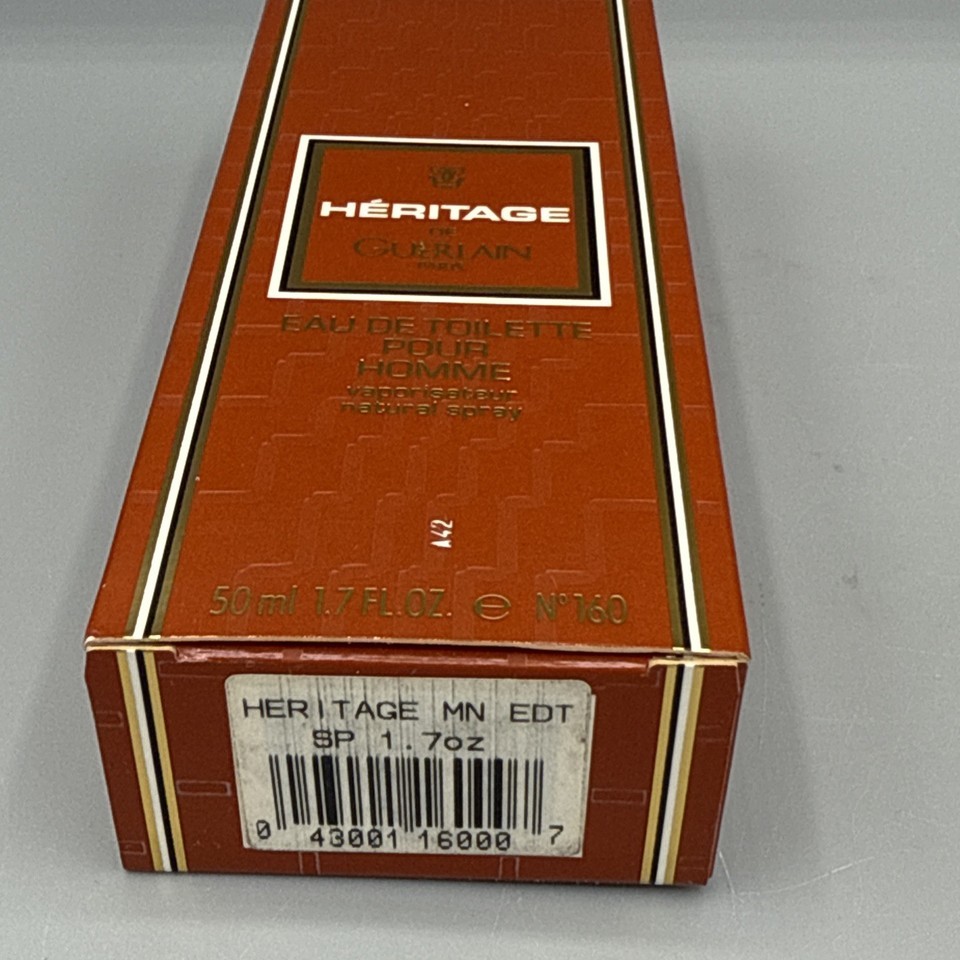 HÉRITAGE
DE
GUERLAIN
PARIS
EAU DE TOILETTE
POUR
HOMME
vaporisateur
natural spray
A42
50 ml 1.7 FL.OZ. ℮ N° 160
HERITAGE MN EDT
SP 1.7oz
0 43001 16000 7